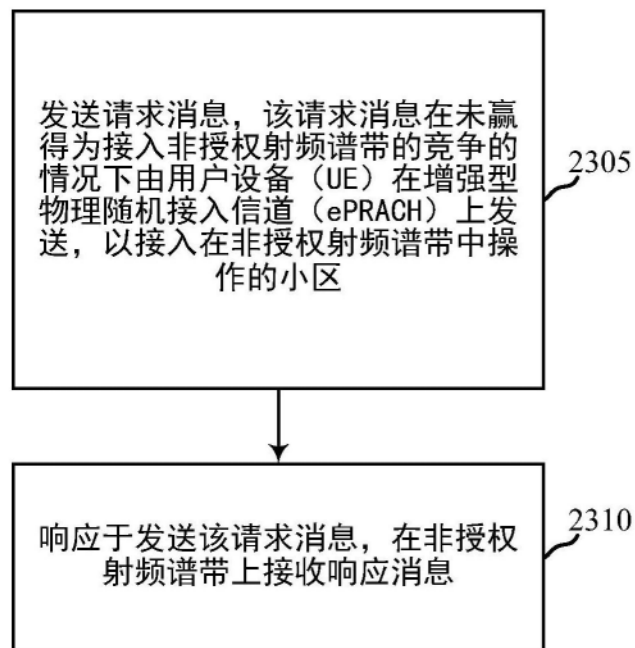 发送请求消息，该请求消息在未赢
得为接入非授权射频谱带的竞争的
情况下由用户设备（UE）在增强型
物理随机接入信道（ePRACH）上发
送，以接入在非授权射频谱带中操
作的小区
2305
响应于发送该请求消息，在非授权
射频谱带上接收响应消息
2310